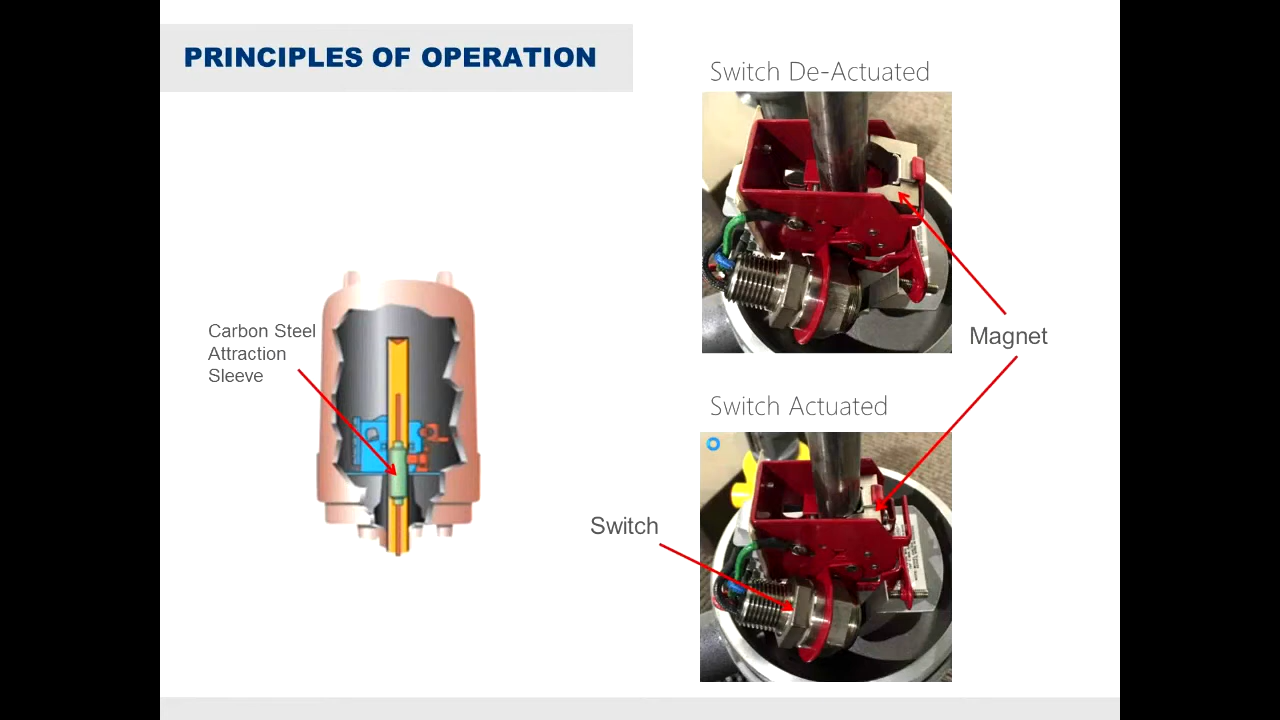 PRINCIPLES OF OPERATION
Switch De-Actuated
Carbon Steel
Attraction
Sleeve
Magnet
Switch Actuated
Switch